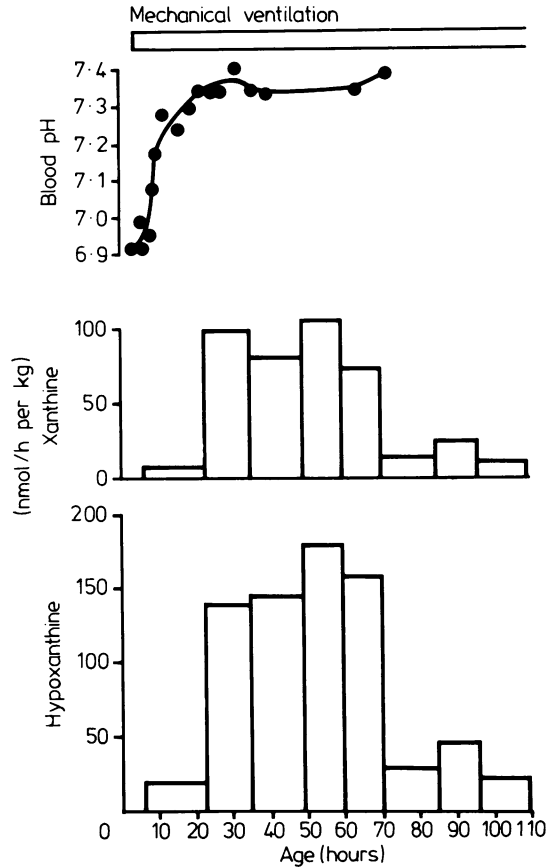 Mechanical ventilation
Blood pH
7·4
7·3
7·2
7·1
7·0
6·9
(nmol/h per kg)
Xanthine
100
50
0
Hypoxanthine
200
150
100
50
0 10 20 30 40 50 60 70 80 90 100 110
Age (hours)